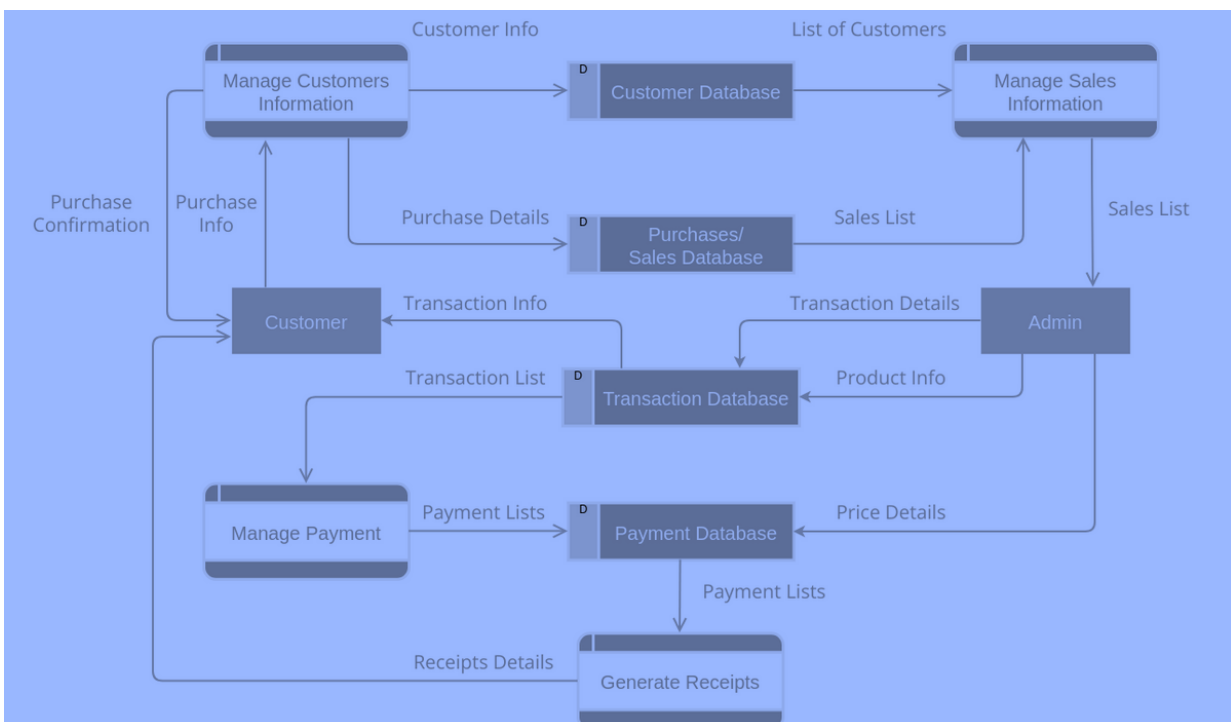 Customer Info
List of Customers
Manage Customers
Information
D
Customer Database
Manage Sales
Information
Purchase
Confirmation
Purchase
Info
Purchase Details
D
Purchases/
Sales Database
Sales List
Sales List
Customer
Transaction Info
Transaction Details
Admin
Transaction List
D
Transaction Database
Product Info
Manage Payment
Payment Lists
D
Payment Database
Price Details
Payment Lists
Receipts Details
Generate Receipts